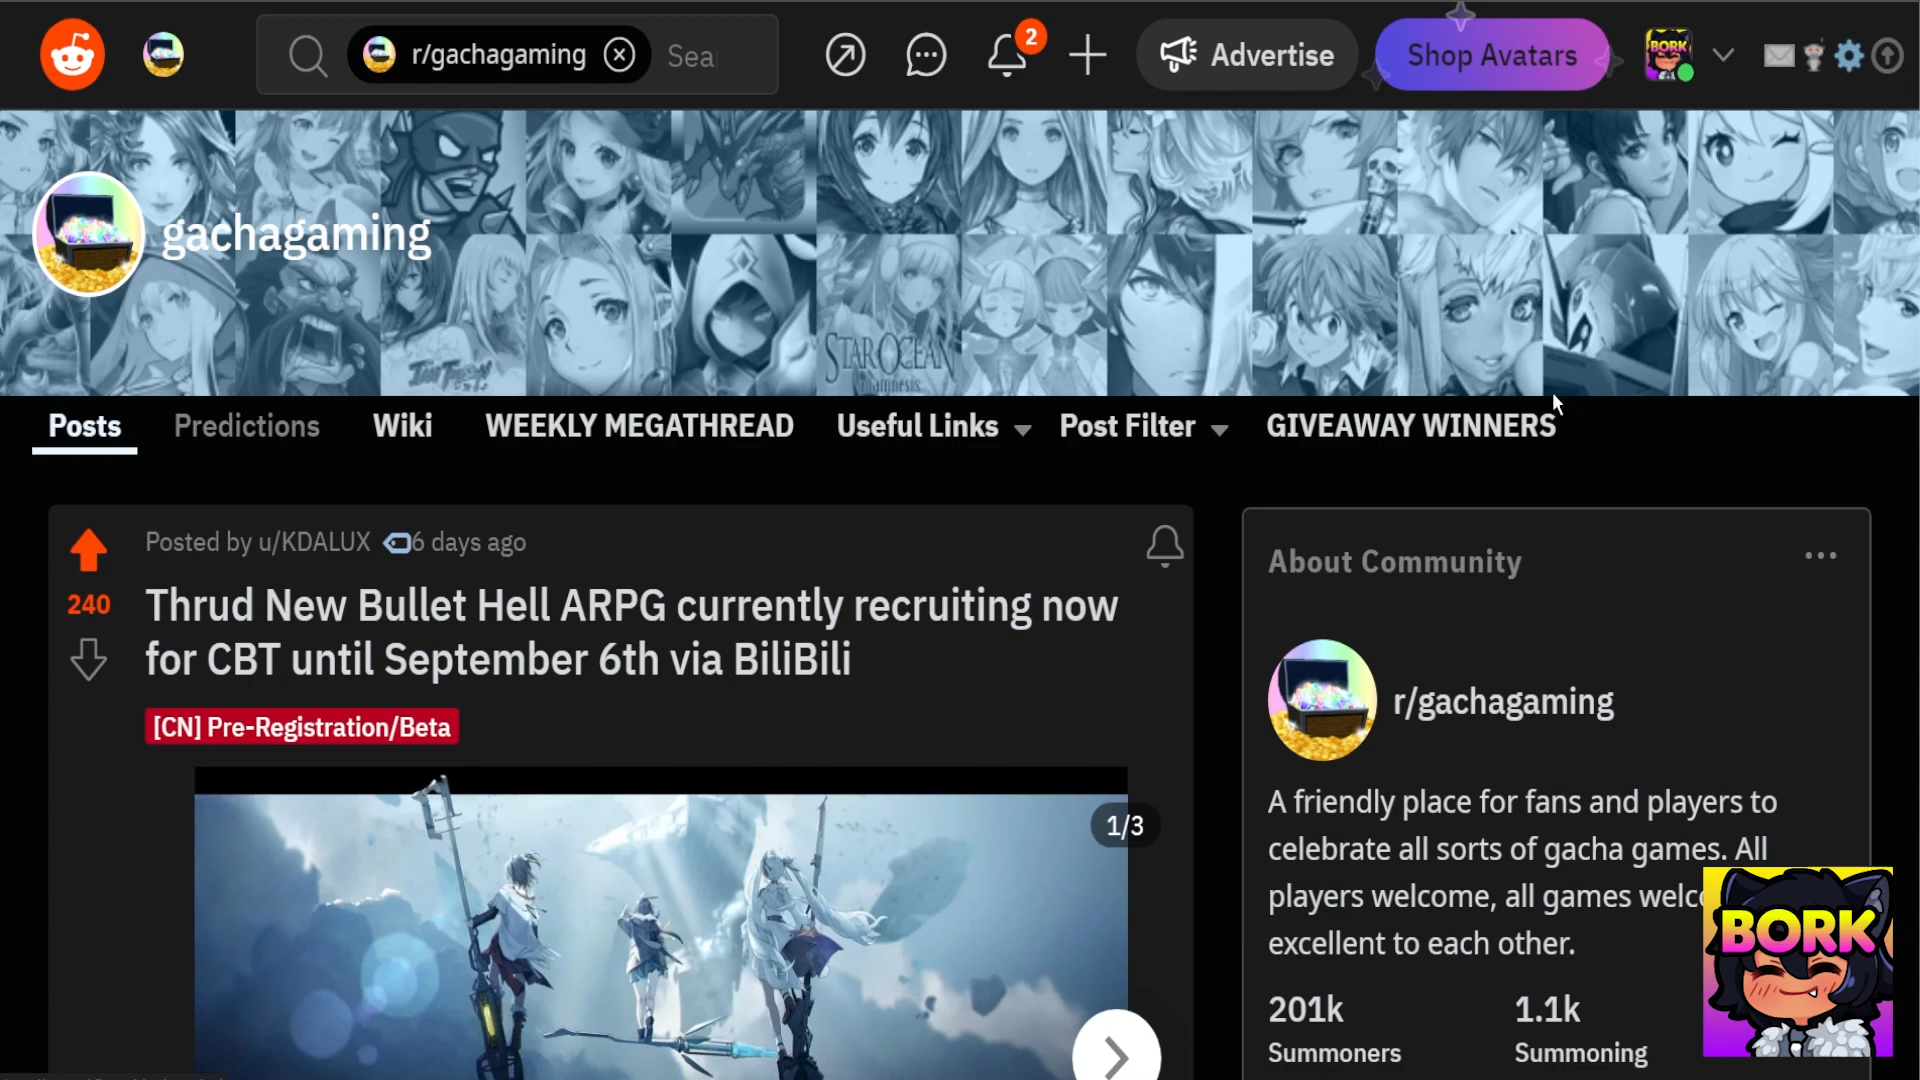 r/gachagaming
Sea
2
Advertise
Shop Avatars
BORK
gachagaming
STAR OCEAN
Posts
Predictions
Wiki
WEEKLY MEGATHREAD
Useful Links
Post Filter
GIVEAWAY WINNERS
Posted by u/KDALUX
6 days ago
240
Thrud New Bullet Hell ARPG currently recruiting now
for CBT until September 6th via BiliBili
[CN] Pre-Registration/Beta
1/3
About Community
r/gachagaming
A friendly place for fans and players to
celebrate all sorts of gacha games. All
players welcome, all games welc
excellent to each other.
201k
Summoners
1.1k
Summoning
BORK